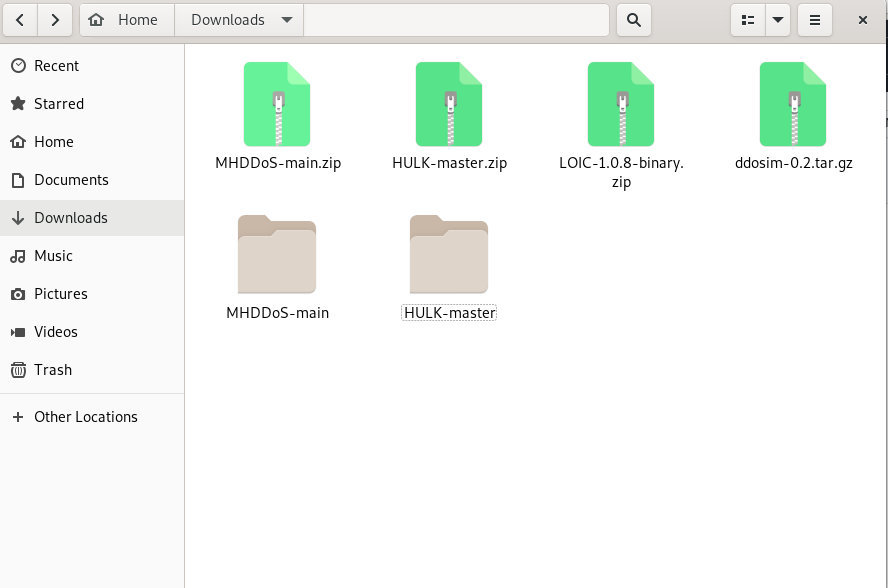 Home
Downloads
Recent
Starred
Home
Documents
Downloads
Music
Pictures
Videos
Trash
Other Locations
MHDDoS-main.zip
HULK-master.zip
LOIC-1.0.8-binary.
zip
ddosim-0.2.tar.gz
MHDDoS-main
HULK-master